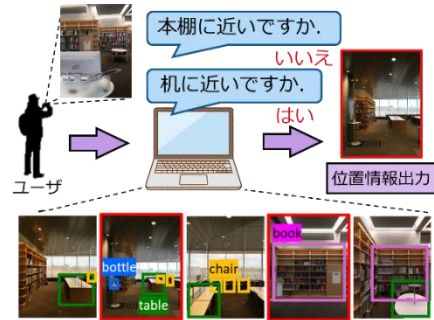 本棚に近いですか.
いいえ
机に近いですか.
はい
ユーザ
位置情報出力
bottle
table
chair
book